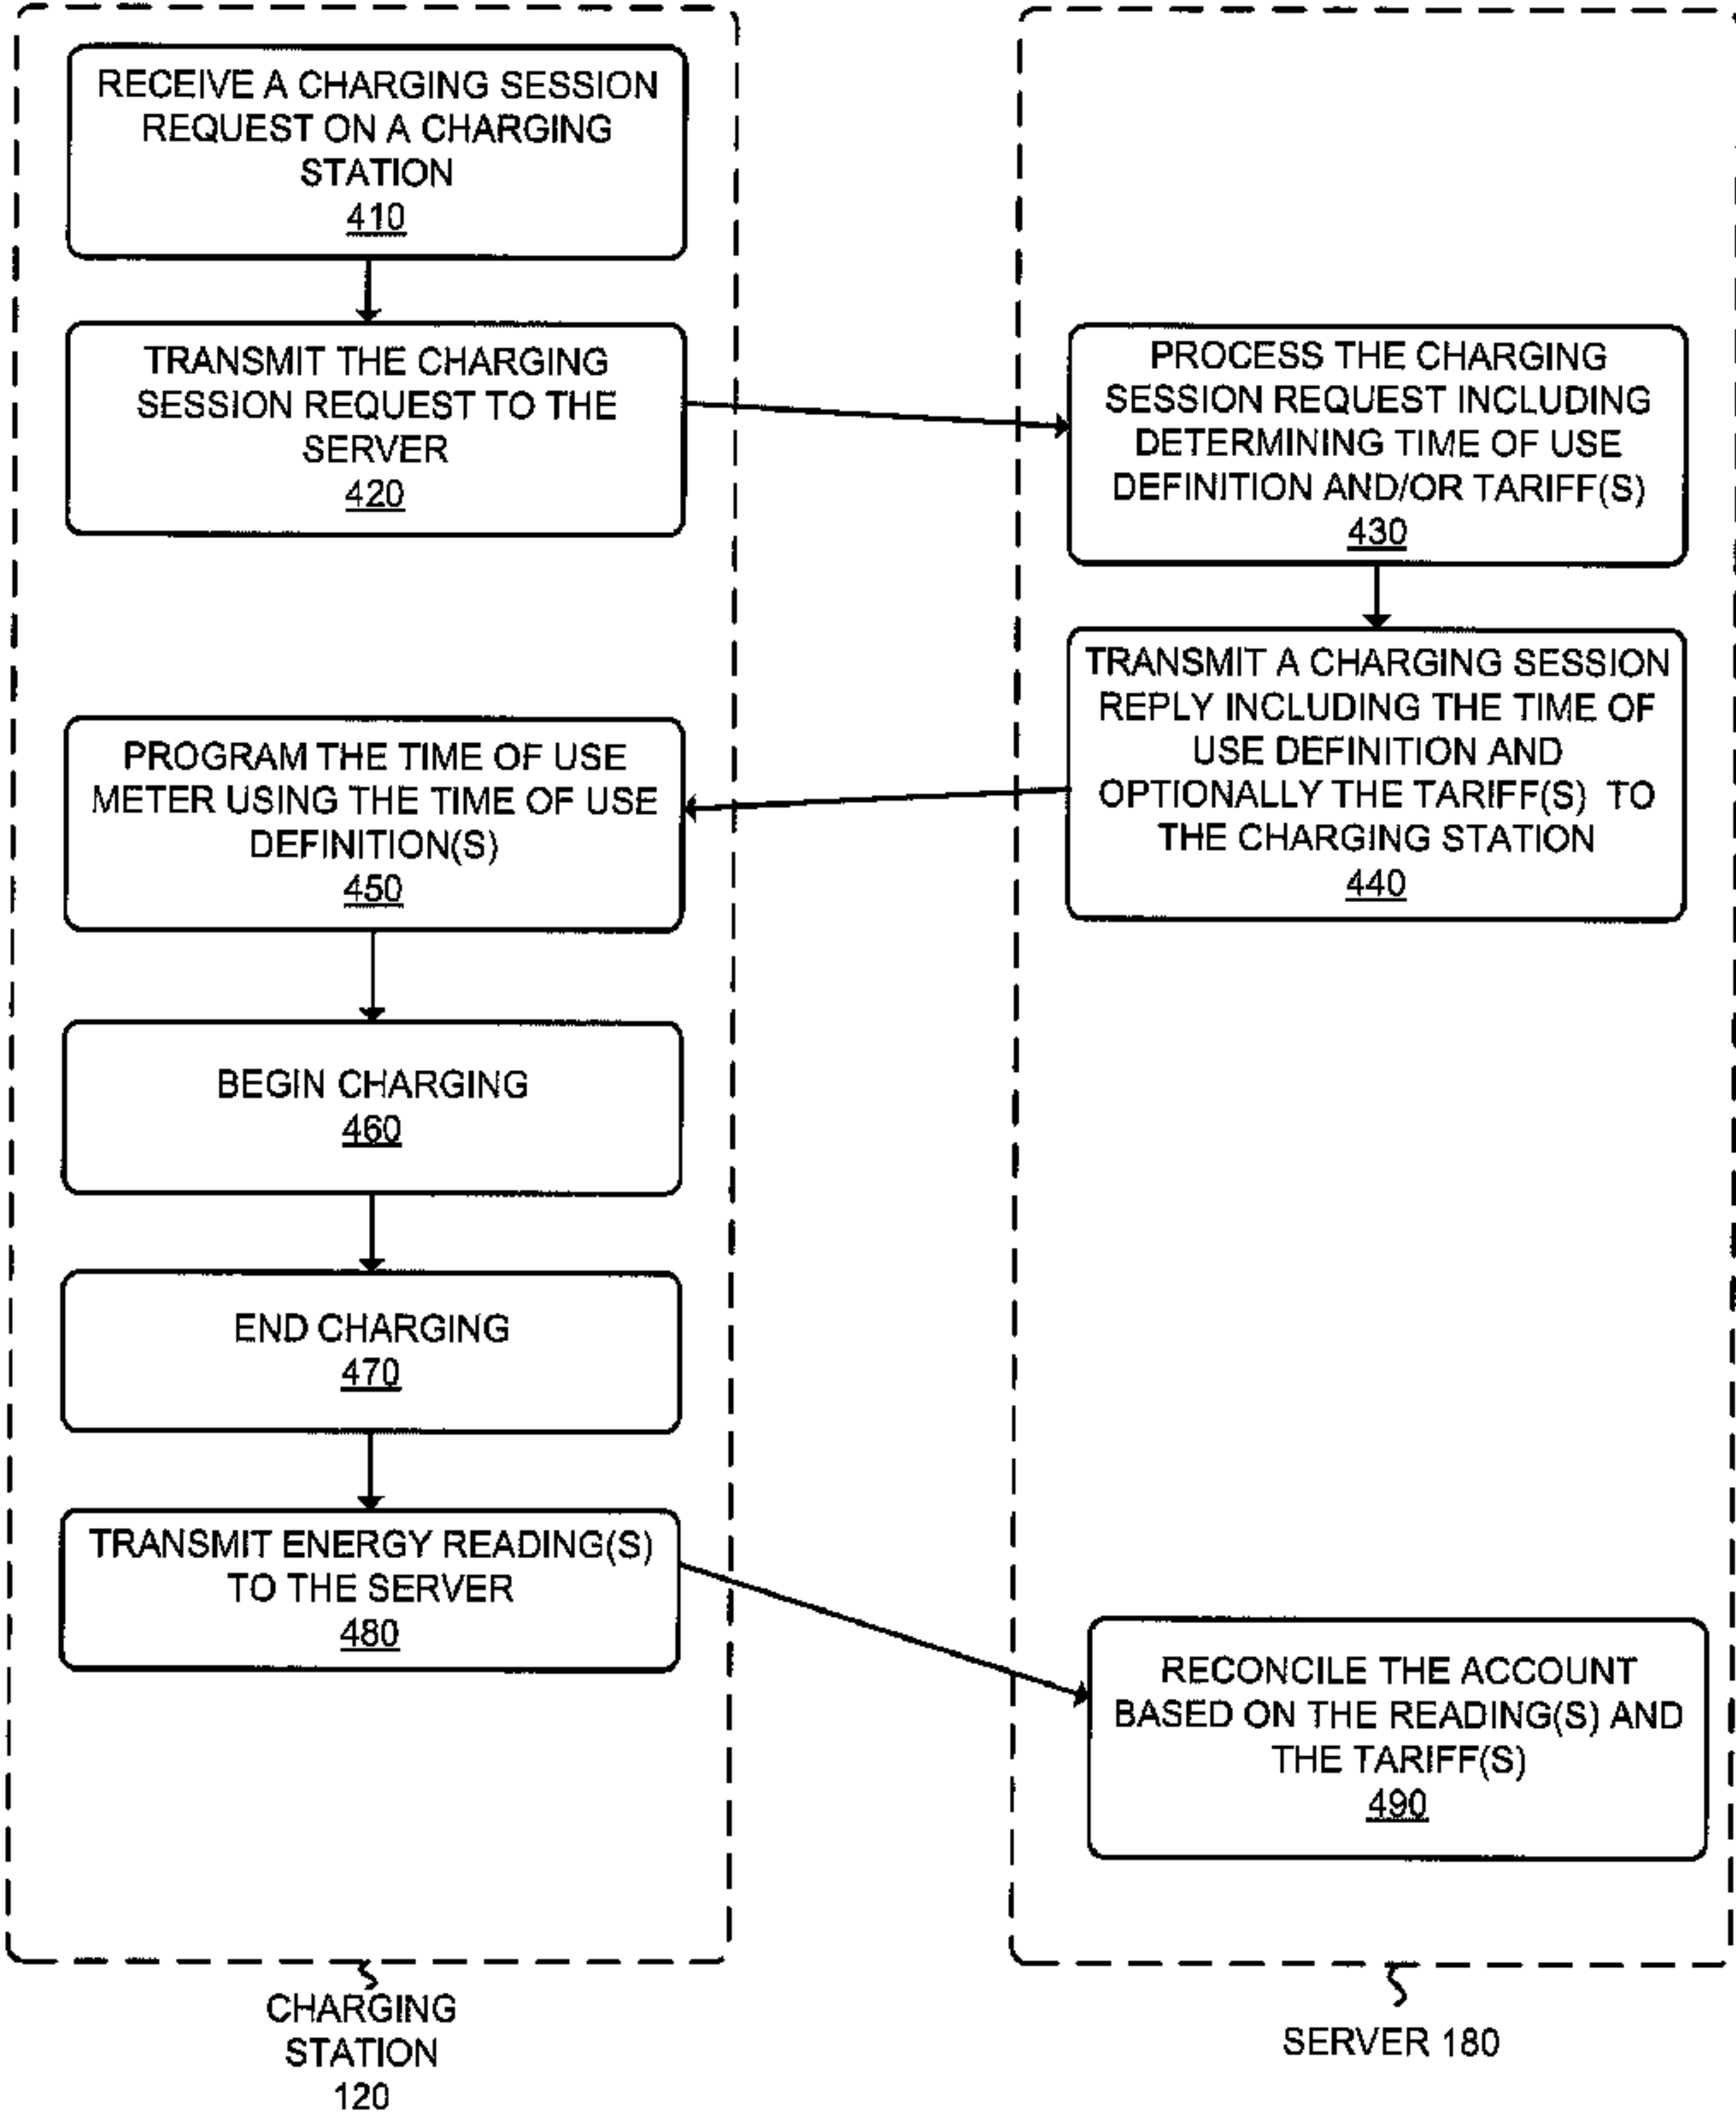 RECEIVE A CHARGING SESSION
REQUEST ON A CHARGING
STATION
410
TRANSMIT THE CHARGING
SESSION REQUEST TO THE
SERVER
420
PROCESS THE CHARGING
SESSION REQUEST INCLUDING
DETERMINING TIME OF USE
DEFINITION AND/OR TARIFF(S)
430
TRANSMIT A CHARGING SESSION
REPLY INCLUDING THE TIME OF
USE DEFINITION AND
OPTIONALLY THE TARIFF(S) TO
THE CHARGING STATION
440
PROGRAM THE TIME OF USE
METER USING THE TIME OF USE
DEFINITION(S)
450
BEGIN CHARGING
460
END CHARGING
470
TRANSMIT ENERGY READING(S)
TO THE SERVER
480
RECONCILE THE ACCOUNT
BASED ON THE READING(S) AND
THE TARIFF(S)
490
CHARGING
STATION
120
SERVER 180